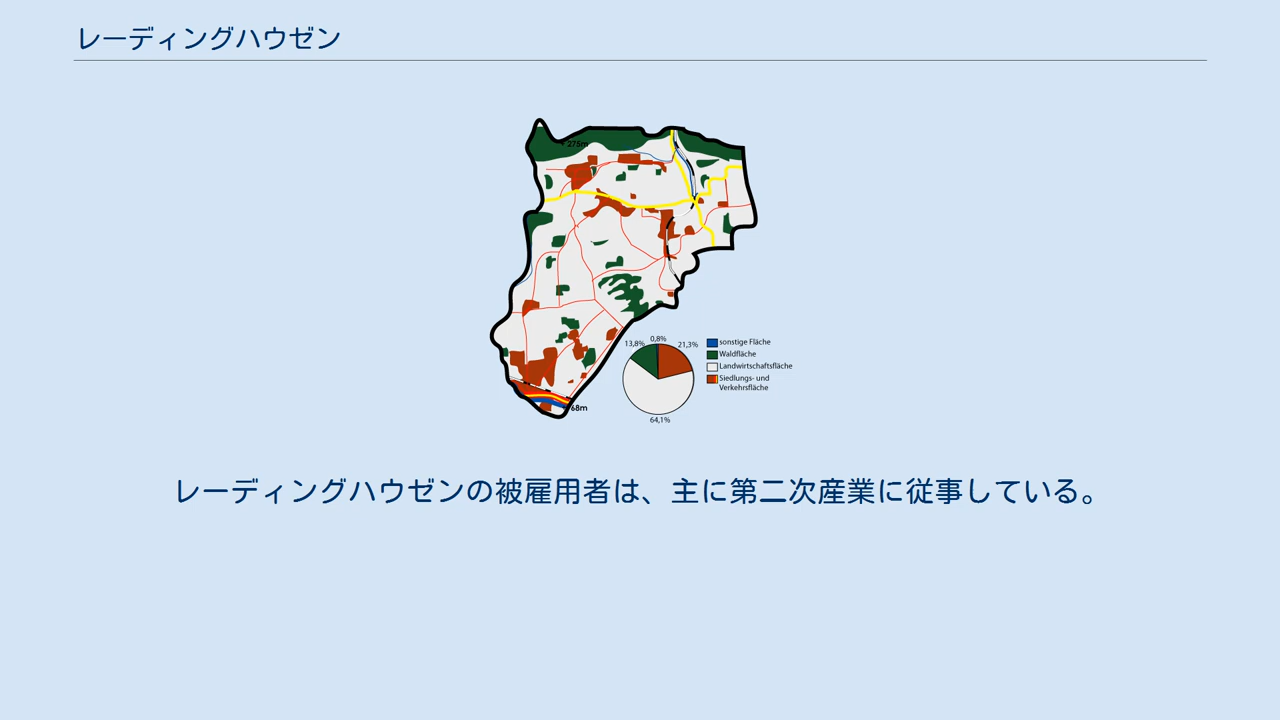 レーディングハウゼン
275m
13,8%
0,8%
21,3%
64,1%
68m
sonstige Fläche
Waldfläche
Landwirtschaftsfläche
Siedlungs- und
Verkehrsfläche
レーディングハウゼンの被雇用者は、主に第二次産業に従事している。